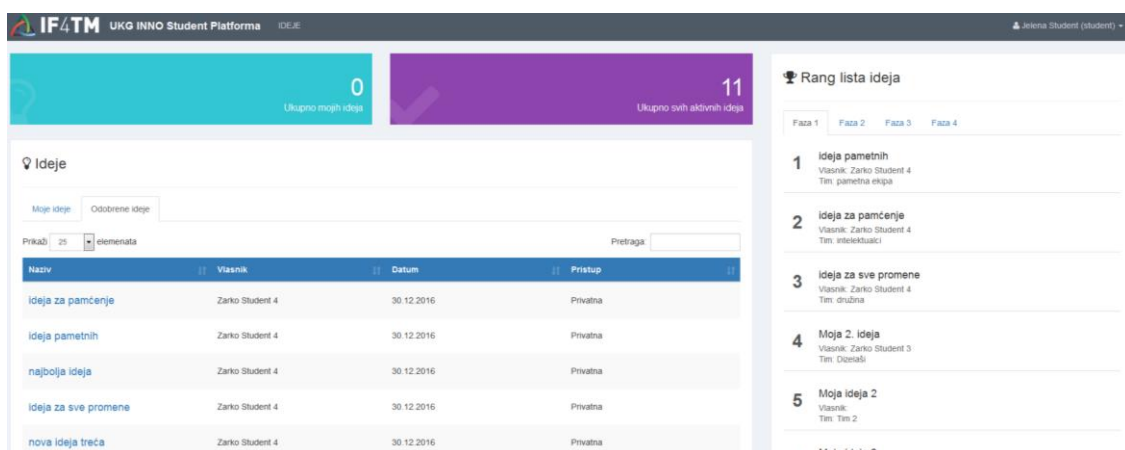 IF4TM UKG INNO Student Platforma IDEJE Jelena Student (student)
0
Ukupno mojih ideja
11
Ukupno svih aktivnih ideja
Ideje
Moje ideje Odobrene ideje
Prikaži 25 elemenata Pretraga:
Naziv Vlasnik Datum Pristup
ideja za pamćenje Zarko Student 4 30.12.2016 Privatna
ideja pametnih Zarko Student 4 30.12.2016 Privatna
najbolja ideja Zarko Student 4 30.12.2016 Privatna
ideja za sve promene Zarko Student 4 30.12.2016 Privatna
nova ideja treća Zarko Student 4 30.12.2016 Privatna
Rang lista ideja
Faza 1 Faza 2 Faza 3 Faza 4
1 ideja pametnih
Vlasnik: Zarko Student 4
Tim: pametna ekipa
2 ideja za pamćenje
Vlasnik: Zarko Student 4
Tim: intelektualci
3 ideja za sve promene
Vlasnik: Zarko Student 4
Tim: družina
4 Moja 2. ideja
Vlasnik: Zarko Student 3
Tim: Dizelaši
5 Moja ideja 2
Vlasnik:
Tim: Tim 2